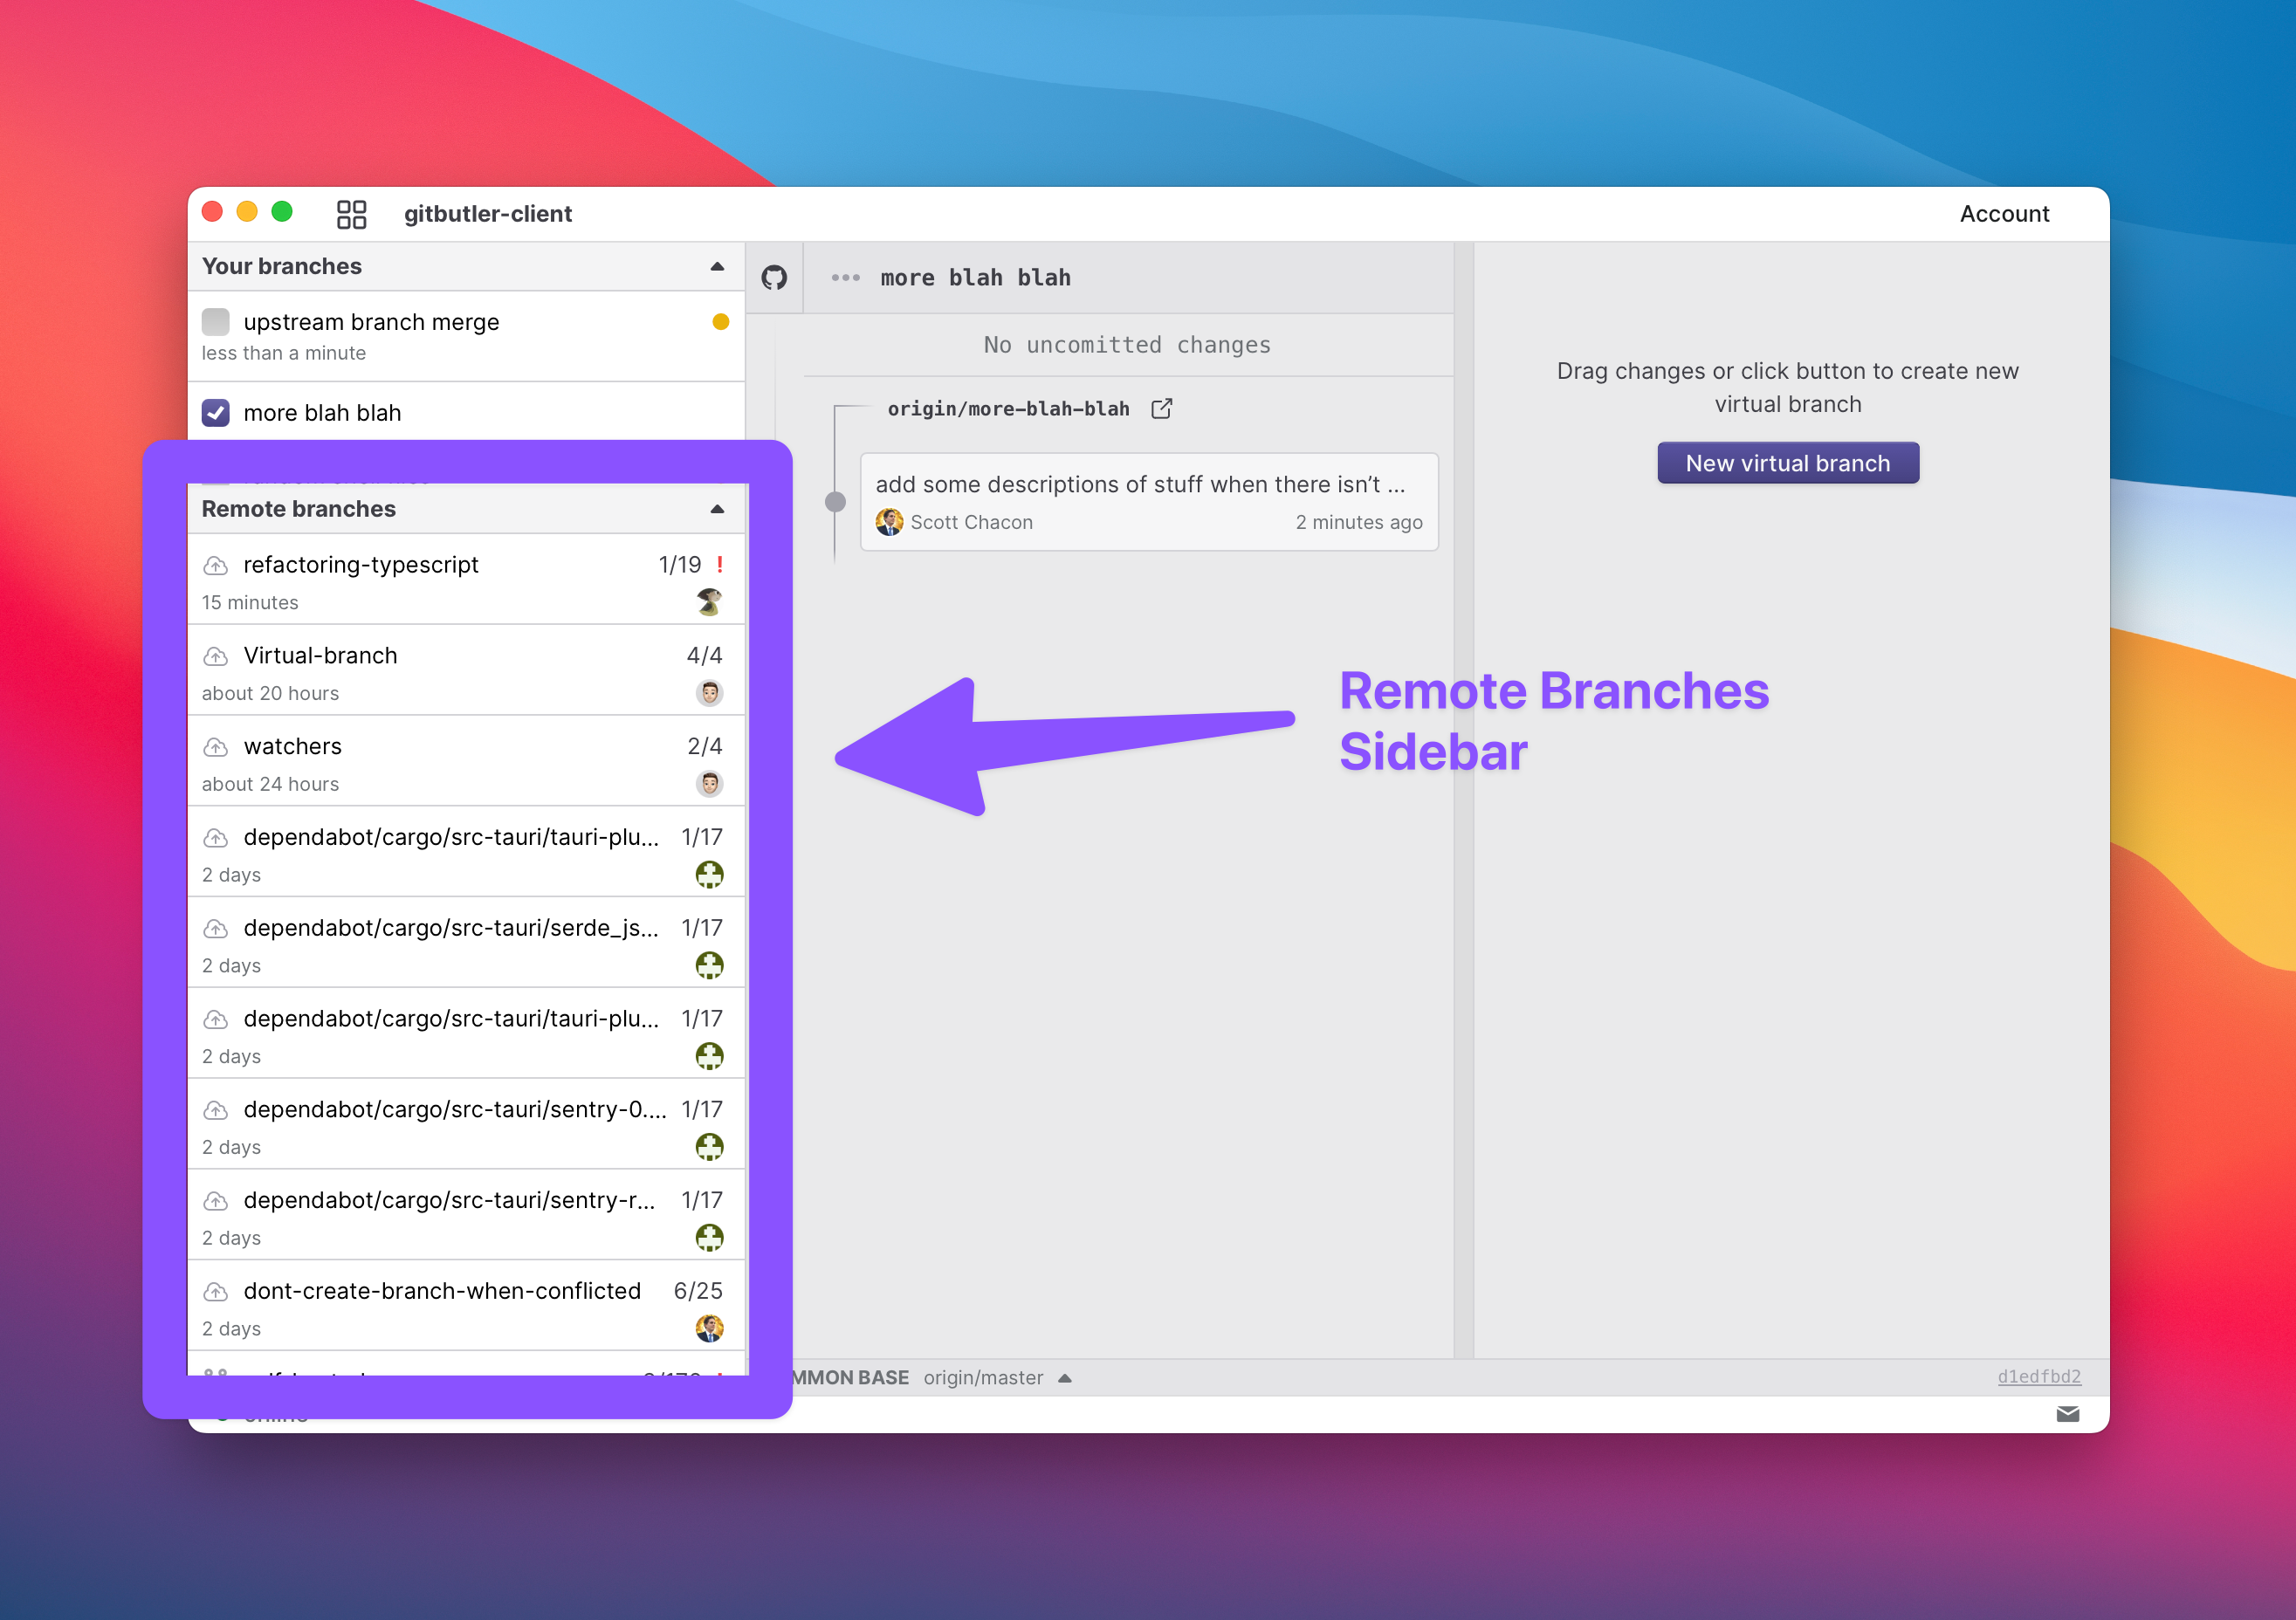 gitbutler-client
Account
Your branches
upstream branch merge
less than a minute
more blah blah
Remote branches
refactoring-typescript 1/19 !
15 minutes
Virtual-branch 4/4
about 20 hours
watchers 2/4
about 24 hours
dependabot/cargo/src-tauri/tauri-plu... 1/17
2 days
dependabot/cargo/src-tauri/serde_js... 1/17
2 days
dependabot/cargo/src-tauri/tauri-plu... 1/17
2 days
dependabot/cargo/src-tauri/sentry-0.... 1/17
2 days
dependabot/cargo/src-tauri/sentry-r... 1/17
2 days
dont-create-branch-when-conflicted 6/25
2 days
more blah blah
No uncomitted changes
origin/more-blah-blah
add some descriptions of stuff when there isn’t ...
Scott Chacon 2 minutes ago
Drag changes or click button to create new
virtual branch
New virtual branch
Remote Branches
Sidebar
MMON BASE origin/master
d1edfbd2